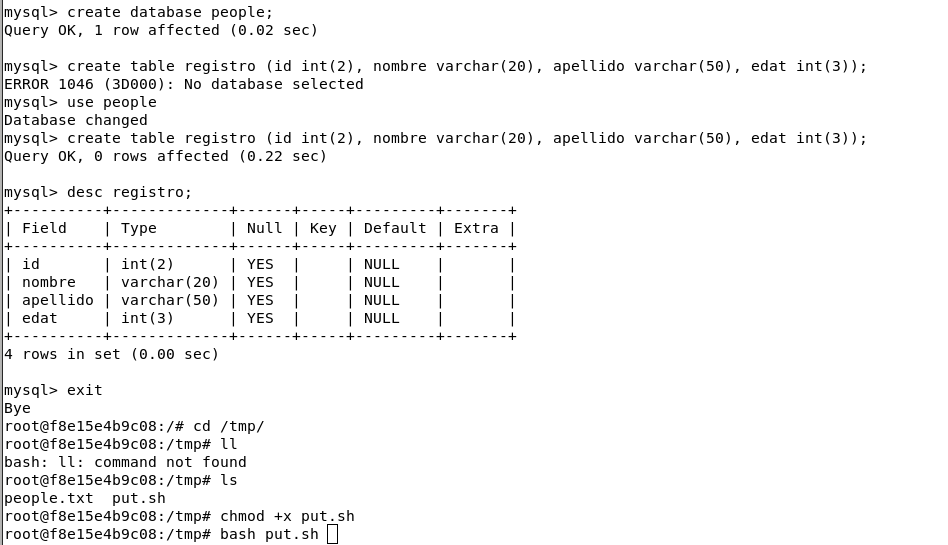 mysql> create database people;
Query OK, 1 row affected (0.02 sec)

mysql> create table registro (id int(2), nombre varchar(20), apellido varchar(50), edat int(3));
ERROR 1046 (3D000): No database selected
mysql> use people
Database changed
mysql> create table registro (id int(2), nombre varchar(20), apellido varchar(50), edat int(3));
Query OK, 0 rows affected (0.22 sec)

mysql> desc registro;
+----------+-------------+------+-----+---------+-------+
| Field    | Type        | Null | Key | Default | Extra |
+----------+-------------+------+-----+---------+-------+
| id       | int(2)      | YES  |     | NULL    |       |
| nombre   | varchar(20) | YES  |     | NULL    |       |
| apellido | varchar(50) | YES  |     | NULL    |       |
| edat     | int(3)      | YES  |     | NULL    |       |
+----------+-------------+------+-----+---------+-------+
4 rows in set (0.00 sec)

mysql> exit
Bye
root@f8e15e4b9c08:/# cd /tmp/
root@f8e15e4b9c08:/tmp# ll
bash: ll: command not found
root@f8e15e4b9c08:/tmp# ls
people.txt  put.sh
root@f8e15e4b9c08:/tmp# chmod +x put.sh
root@f8e15e4b9c08:/tmp# bash put.sh